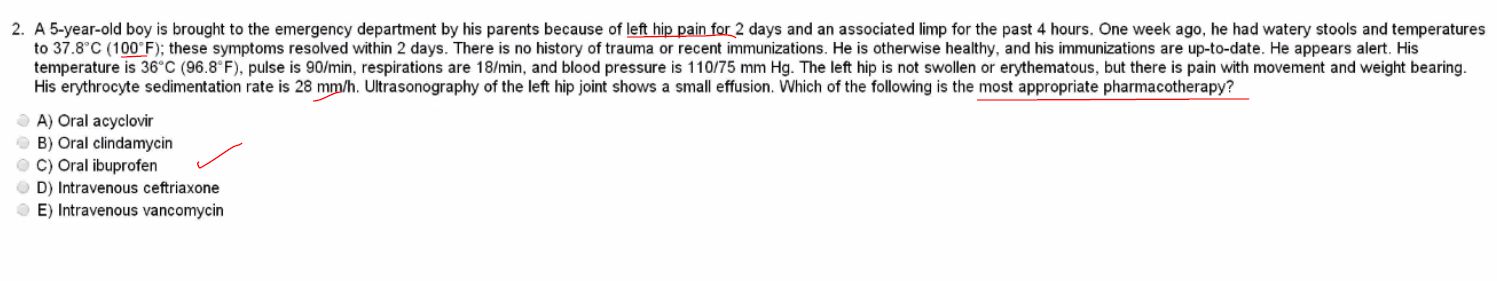 2. A 5-year-old boy is brought to the emergency department by his parents because of left hip pain for 2 days and an associated limp for the past 4 hours. One week ago, he had watery stools and temperatures
to 37.8°C (100°F); these symptoms resolved within 2 days. There is no history of trauma or recent immunizations. He is otherwise healthy, and his immunizations are up-to-date. He appears alert. His
temperature is 36°C (96.8°F), pulse is 90/min, respirations are 18/min, and blood pressure is 110/75 mm Hg. The left hip is not swollen or erythematous, but there is pain with movement and weight bearing.
His erythrocyte sedimentation rate is 28 mm/h. Ultrasonography of the left hip joint shows a small effusion. Which of the following is the most appropriate pharmacotherapy?
A) Oral acyclovir
B) Oral clindamycin
C) Oral ibuprofen
D) Intravenous ceftriaxone
E) Intravenous vancomycin